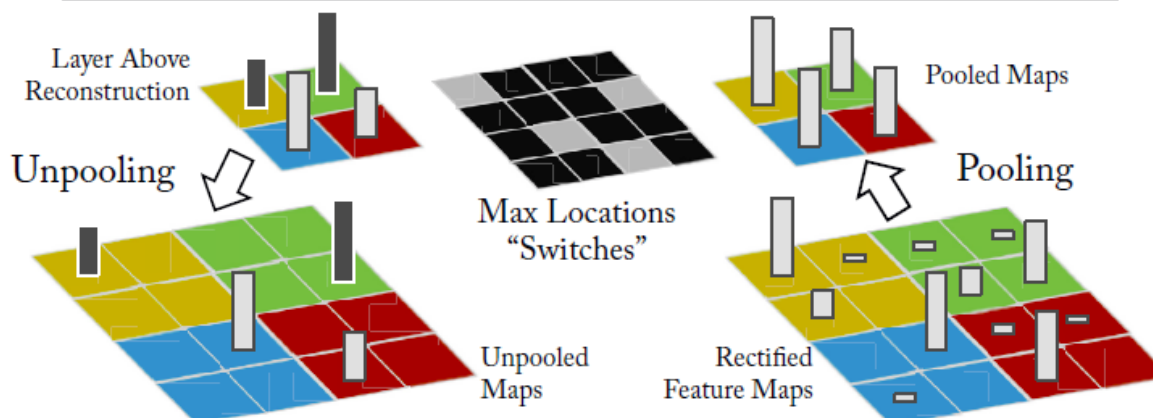 Layer Above
Reconstruction
Pooled Maps
Unpooling
Pooling
Max Locations
“Switches”
Unpooled
Maps
Rectified
Feature Maps